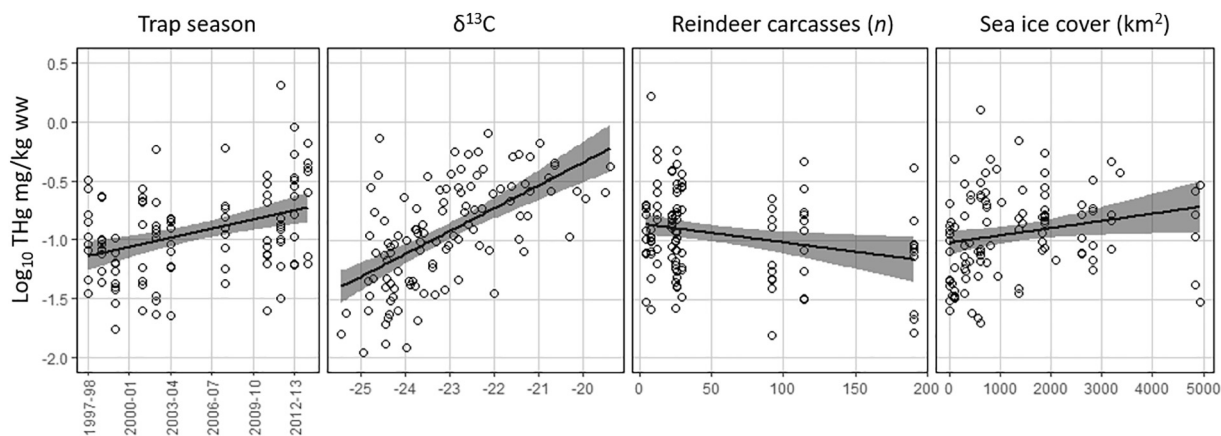 Trap season δ¹³C Reindeer carcasses (n) Sea ice cover (km²)
Log₁₀ THg mg/kg ww
0.5
0.0
-0.5
-1.0
-1.5
-2.0
1997-98 2000-01 2003-04 2006-07 2009-10 2012-13
-25 -24 -23 -22 -21 -20
0 50 100 150 200
0 1000 2000 3000 4000 5000